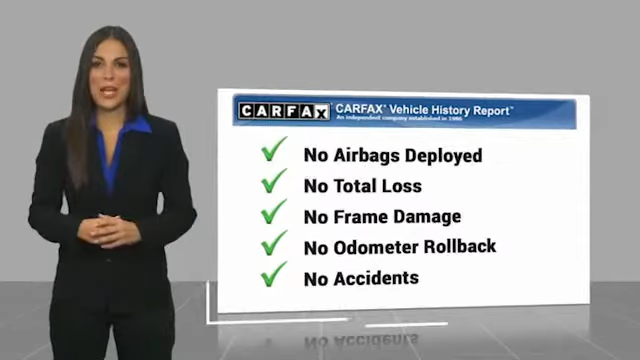 CARFAX CARFAX® Vehicle History Report™
An independent company established in 1986
No Airbags Deployed
No Total Loss
No Frame Damage
No Odometer Rollback
No Accidents